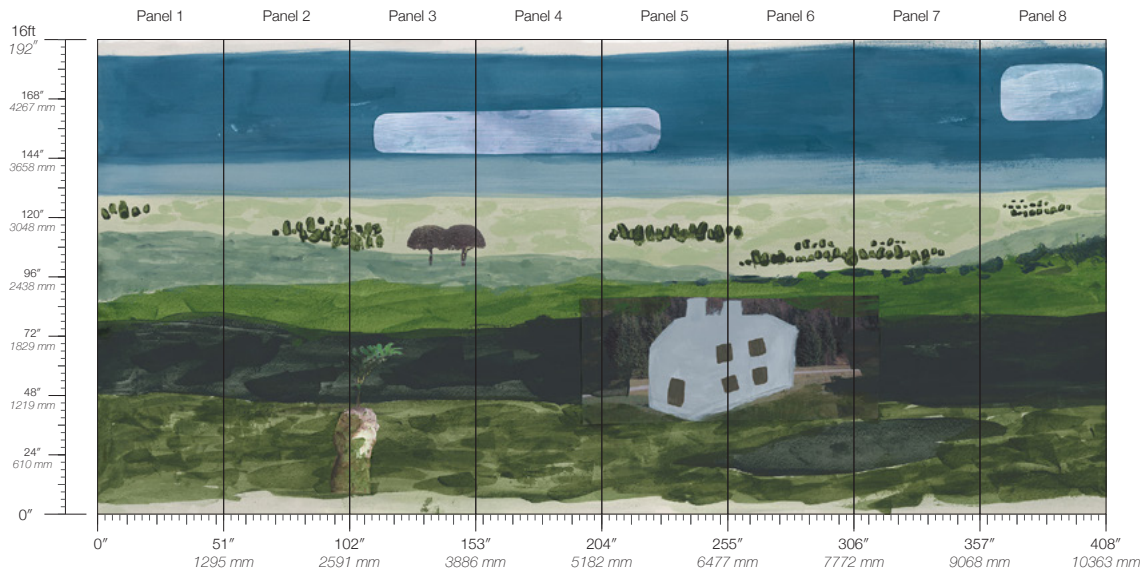 Panel 1 Panel 2 Panel 3 Panel 4 Panel 5 Panel 6 Panel 7 Panel 8
16ft
192″
168″
4267 mm
144″
3658 mm
120″
3048 mm
96″
2438 mm
72″
1829 mm
48″
1219 mm
24″
610 mm
0″
0″ 51″ 102″ 153″ 204″ 255″ 306″ 357″ 408″
1295 mm 2591 mm 3886 mm 5182 mm 6477 mm 7772 mm 9068 mm 10363 mm